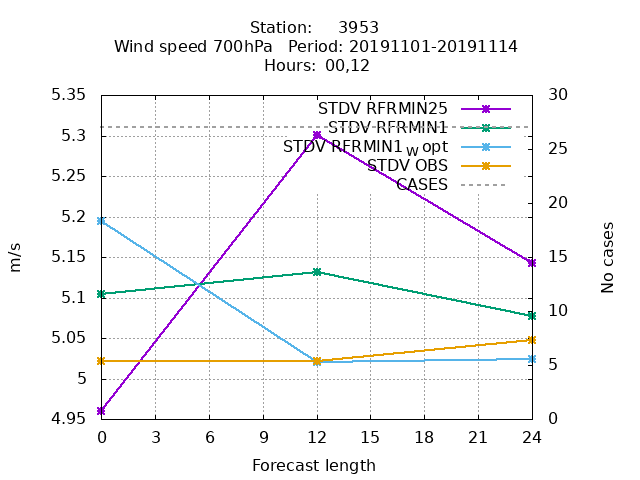 Station: 3953
Wind speed 700hPa Period: 20191101-20191114
Hours: 00,12
5.35
5.3
5.25
5.2
5.15
5.1
5.05
5
4.95
m/s
STDV RFRMIN25
STDV RFRMIN1
STDV RFRMIN1_W opt
STDV OBS
CASES
30
25
20
15
10
5
0
No cases
0 3 6 9 12 15 18 21 24
Forecast length